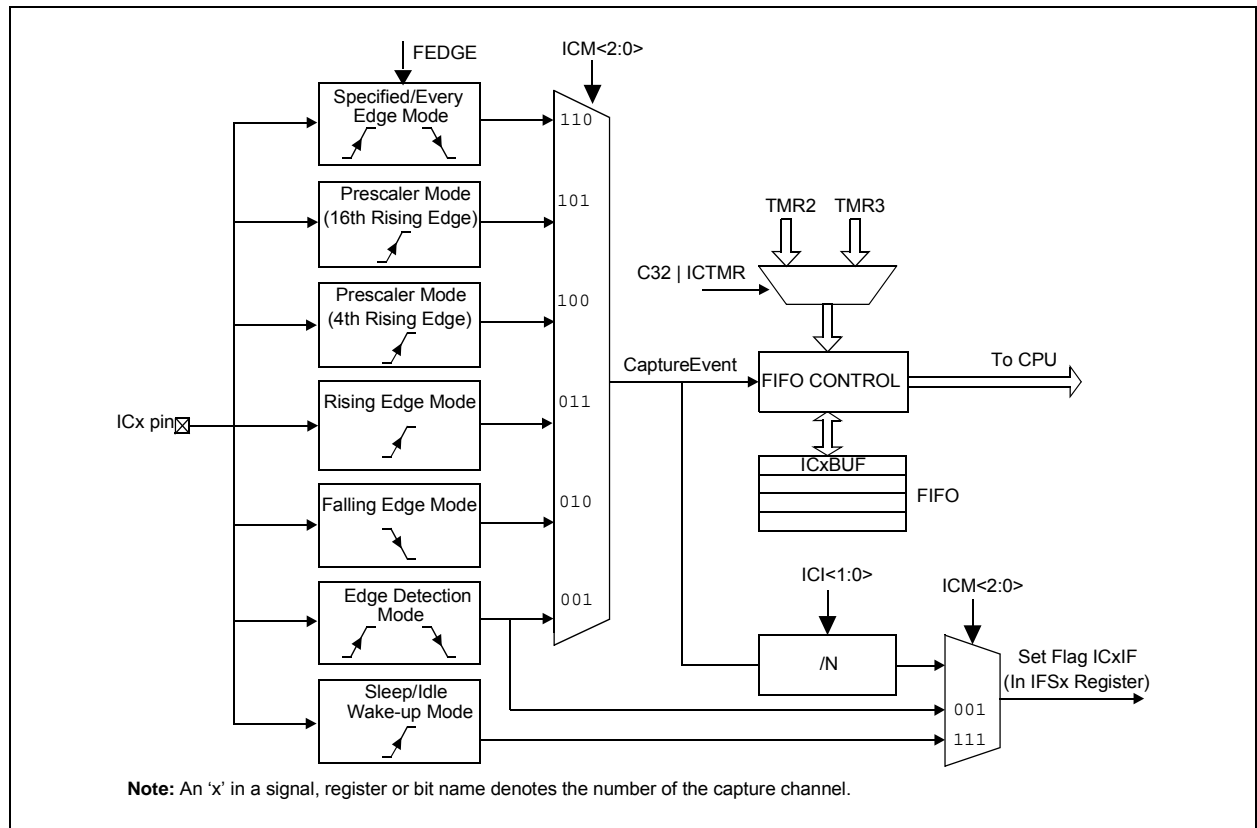 FEDGE
ICM<2:0>
Specified/Every
Edge Mode
110
Prescaler Mode
(16th Rising Edge)
101
TMR2
TMR3
C32 | ICTMR
Prescaler Mode
(4th Rising Edge)
100
CaptureEvent
FIFO CONTROL
To CPU
ICx pin
Rising Edge Mode
011
ICxBUF
FIFO
Falling Edge Mode
010
ICI<1:0>
ICM<2:0>
Edge Detection
Mode
001
/N
Set Flag ICxIF
(In IFSx Register)
Sleep/Idle
Wake-up Mode
001
111
Note: An ‘x’ in a signal, register or bit name denotes the number of the capture channel.